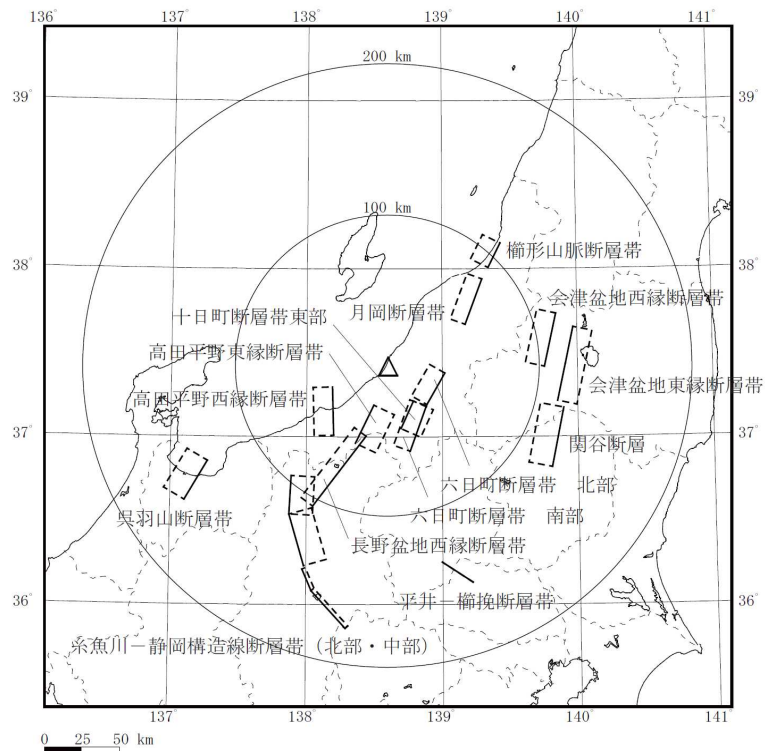 136° 137° 138° 139° 140° 141°
200 km
39°
100 km
38°
櫛形山脈断層帯
月岡断層帯
会津盆地西縁断層帯
十日町断層帯東部
高田平野東縁断層帯
高田平野西縁断層帯
会津盆地東縁断層帯
37°
関谷断層
六日町断層帯 北部
呉羽山断層帯
六日町断層帯 南部
長野盆地西縁断層帯
36°
平井－櫛挽断層帯
糸魚川－静岡構造線断層帯（北部・中部）
137° 138° 139° 140° 141°
0 25 50 km